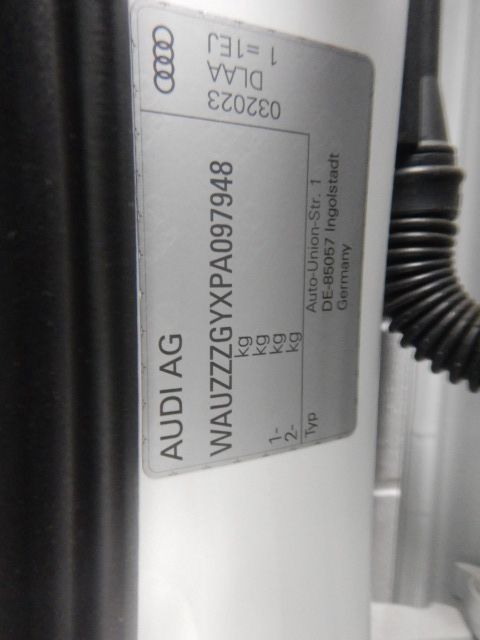 AUDI AG
WAUZZZGYXPA097948
kg
kg
1- kg
2- kg
Typ
Auto-Union-Str. 1
DE-85057 Ingolstadt
Germany
032023
DLAA
1 =1EJ